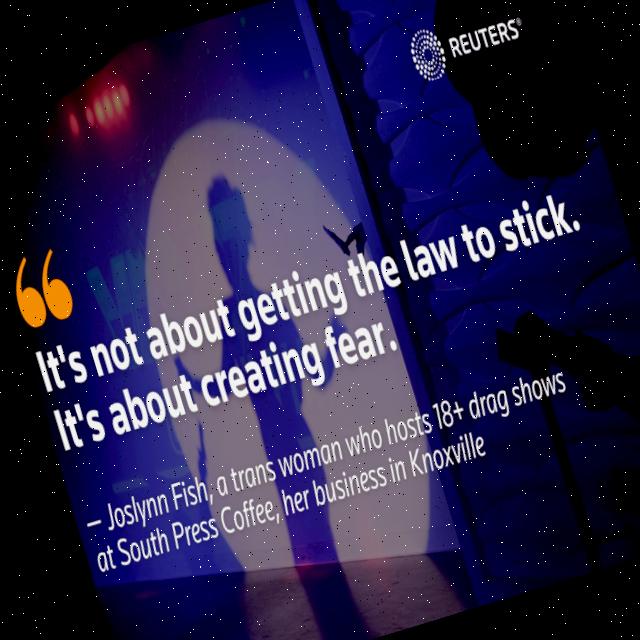 REUTERS®
“
It's not about getting the law to stick.
It's about creating fear.
– Joslynn Fish, a trans woman who hosts 18+ drag shows
at South Press Coffee, her business in Knoxville